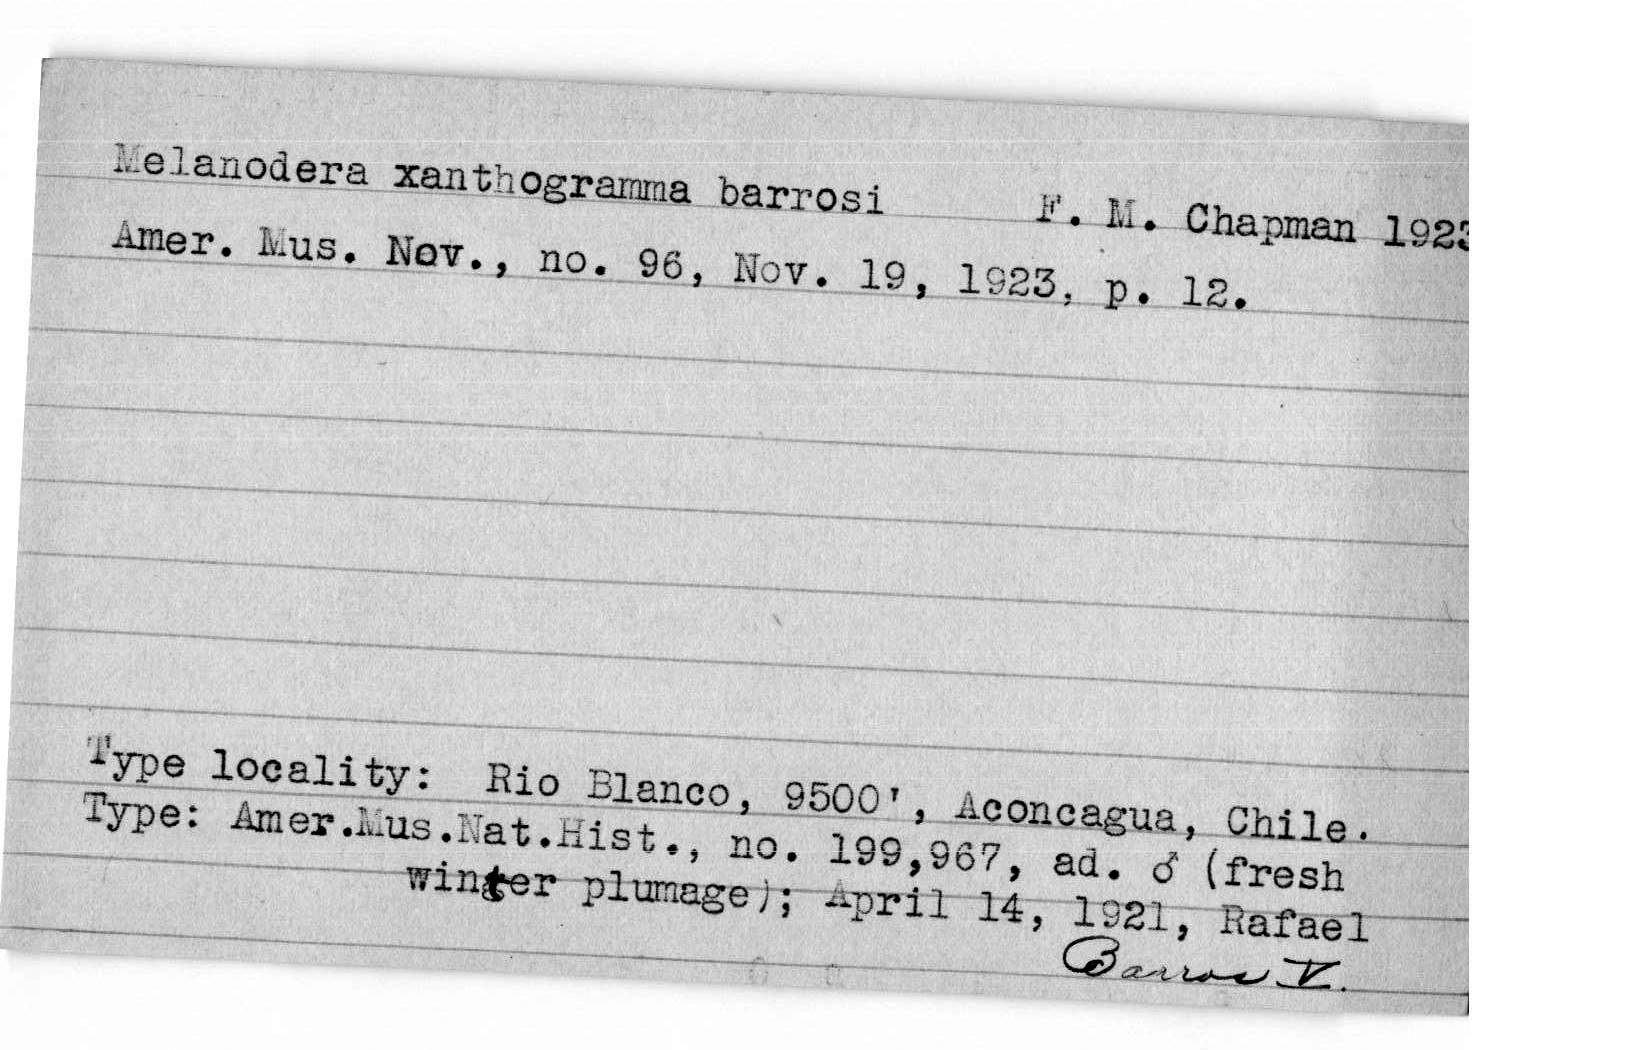 Melanodera xanthogramma barrosi F. M. Chapman 1923
Amer. Mus. Nov., no. 96, Nov. 19, 1923, p. 12.
Type locality: Rio Blanco, 9500', Aconcagua, Chile.
Type: Amer.Mus.Nat.Hist., no. 199,967, ad. ♂ (fresh
winter plumage); April 14, 1921, Rafael
Barros V.